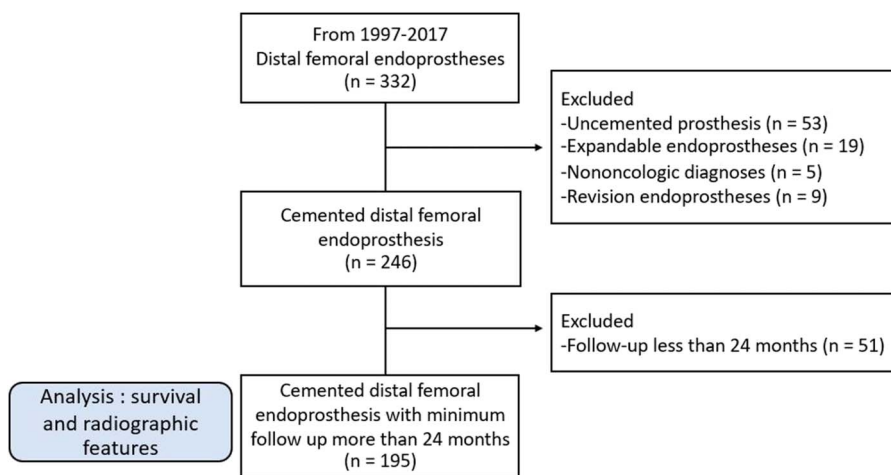 From 1997-2017
Distal femoral endoprostheses
(n = 332)
Excluded
-Uncemented prosthesis (n = 53)
-Expandable endoprostheses (n = 19)
-Nononcologic diagnoses (n = 5)
-Revision endoprostheses (n = 9)
Cemented distal femoral
endoprosthesis
(n = 246)
Excluded
-Follow-up less than 24 months (n = 51)
Analysis : survival
and radiographic
features
Cemented distal femoral
endoprosthesis with minimum
follow up more than 24 months
(n = 195)